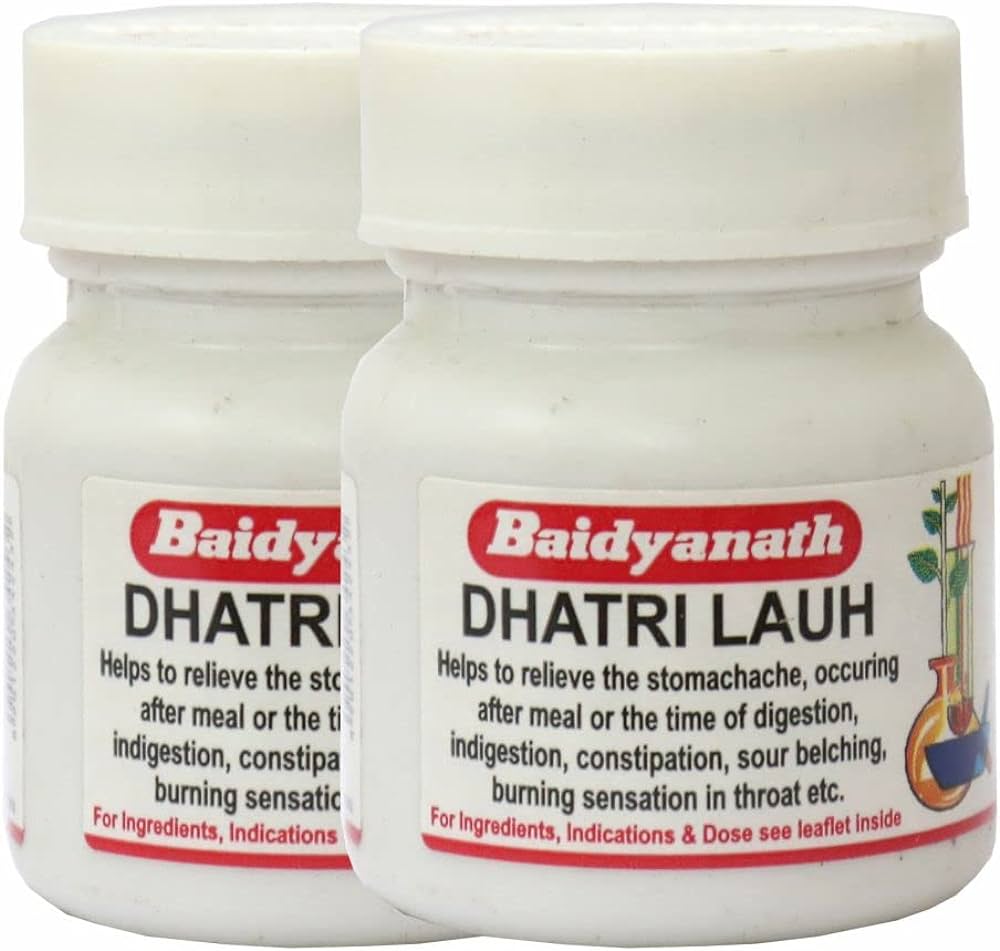 Baidy
DHATRI
Helps to relieve the
after meal or the
indigestion,
burning
For Ingredients, Indications
Baidyanath
DHATRI LAUH
Helps to relieve the stomachache, occuring
after meal or the time of digestion,
indigestion, constipation, sour belching,
burning sensation in throat etc.
For Ingredients, Indications & Dose see leaflet inside